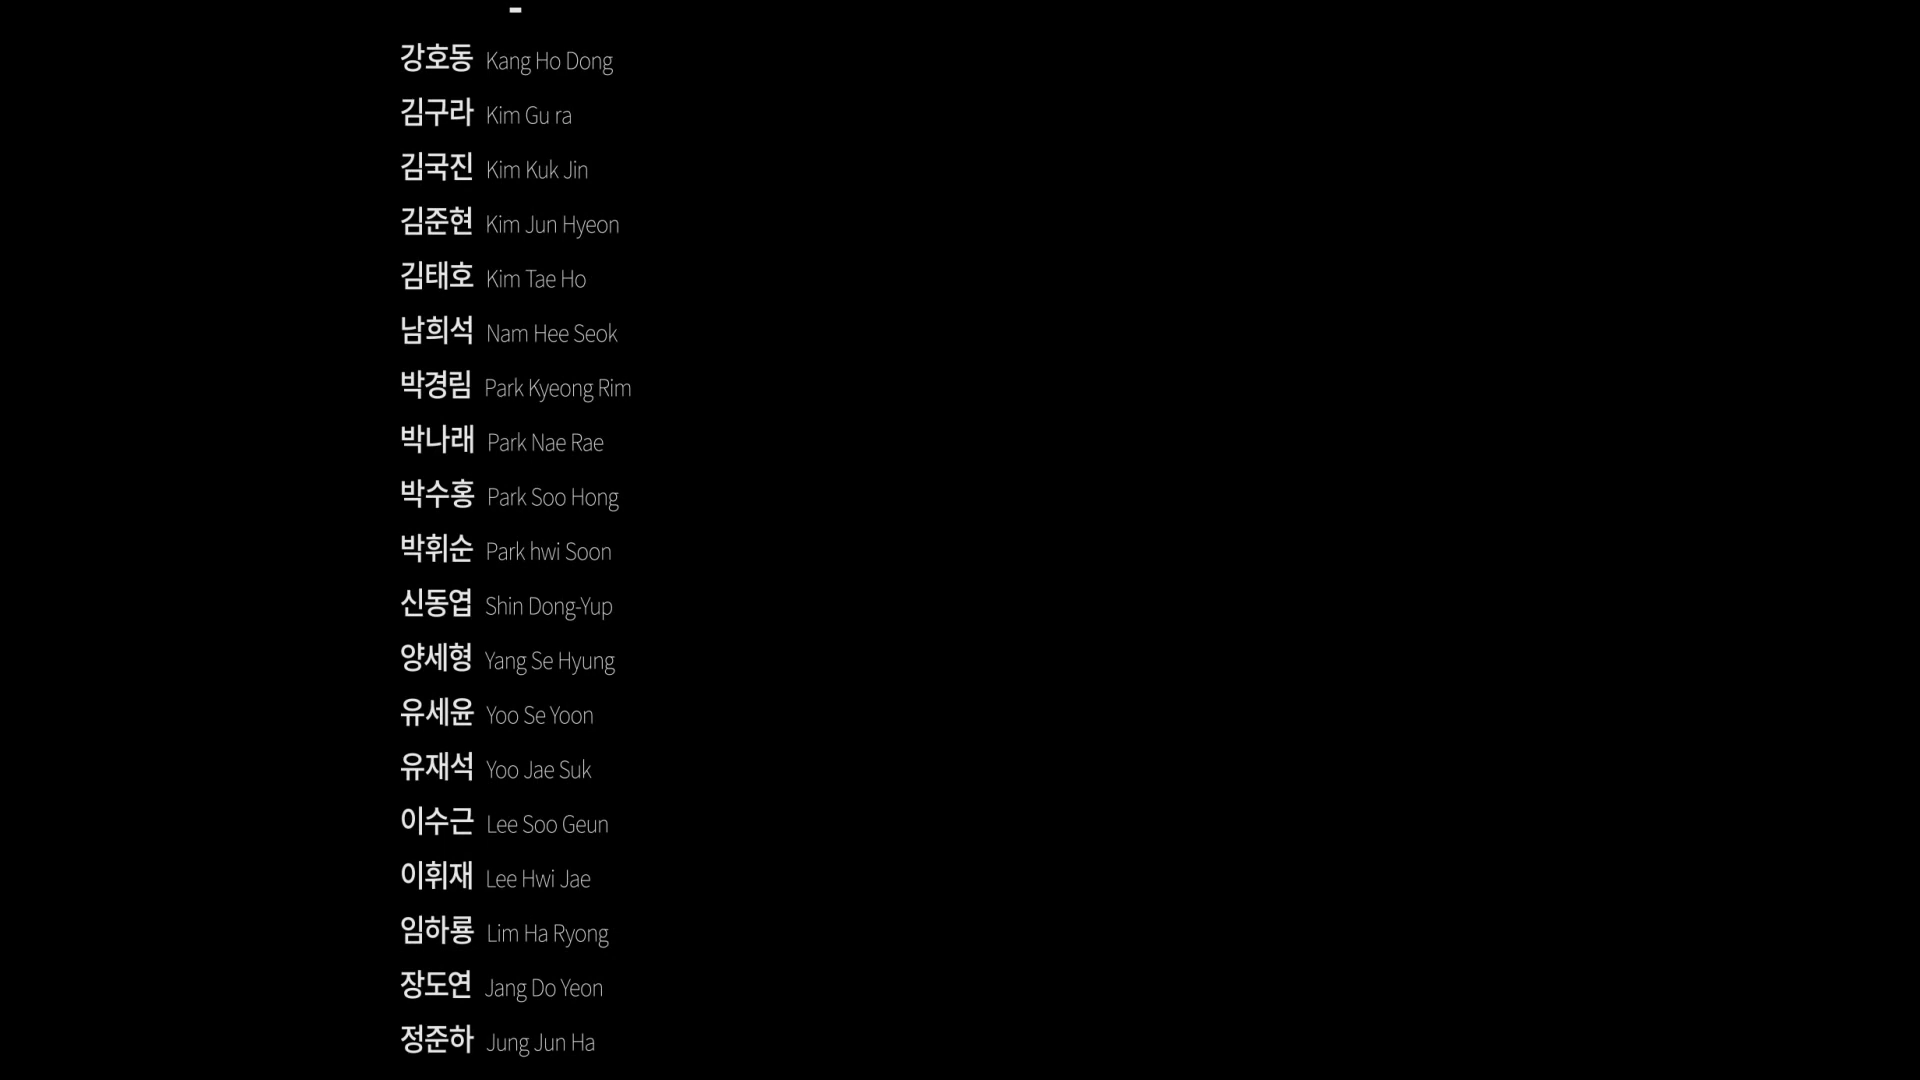 강호동 Kang Ho Dong
김구라 Kim Gu ra
김국진 Kim Kuk Jin
김준현 Kim Jun Hyeon
김태호 Kim Tae Ho
남희석 Nam Hee Seok
박경림 Park Kyeong Rim
박나래 Park Nae Rae
박수홍 Park Soo Hong
박휘순 Park hwi Soon
신동엽 Shin Dong-Yup
양세형 Yang Se Hyung
유세윤 Yoo Se Yoon
유재석 Yoo Jae Suk
이수근 Lee Soo Geun
이휘재 Lee Hwi Jae
임하룡 Lim Ha Ryong
장도연 Jang Do Yeon
정준하 Jung Jun Ha